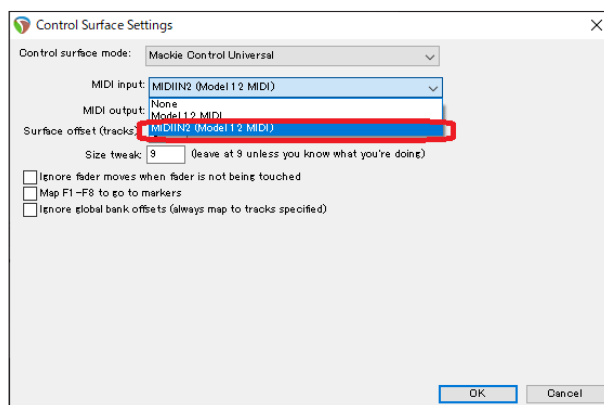 Control Surface Settings
Control surface mode: Mackie Control Universal
MIDI input: MIDIIN2 (Model 12 MIDI)
None
MIDI output: Model 12 MIDI
Surface offset (tracks) MIDIIN2 (Model 12 MIDI)
Size tweak: 9 (leave at 9 unless you know what you're doing)
Ignore fader moves when fader is not being touched
Map F1-F8 to go to markers
Ignore global bank offsets (always map to tracks specified)
OK Cancel